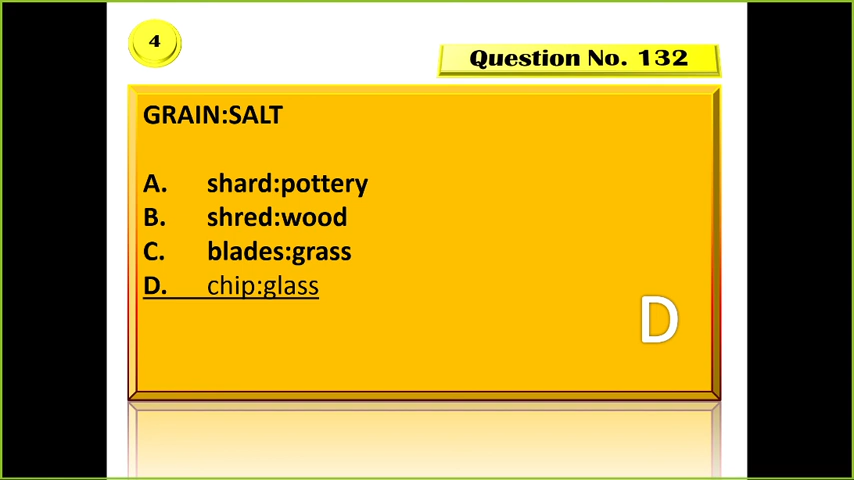 4
Question No. 132
GRAIN:SALT
A. shard:pottery
B. shred:wood
C. blades:grass
D. chip:glass
D